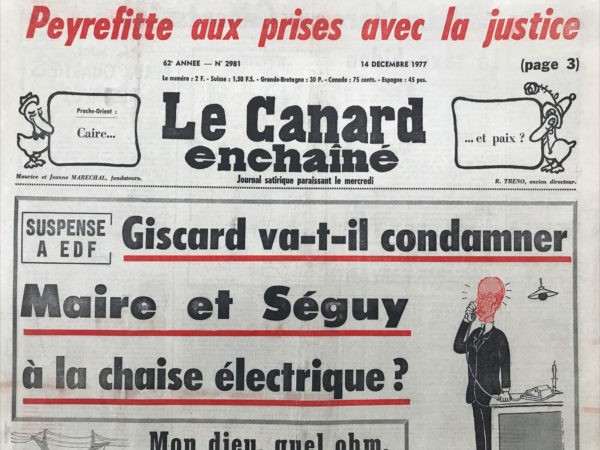 Peyrefitte aux prises avec la justice
62e ANNEE — N° 2981
14 DECEMBRE 1977
(page 3)
Le numéro : 2 F. - Suisse : 1,50 F.S. - Grande-Bretagne : 30 P. - Canada : 75 cents. - Espagne : 45 pes.
Proche-Orient :
Caire...
Le Canard
enchaîné
... et paix ?
Maurice et Jeanne MARECHAL, fondateurs.
Journal satirique paraissant le mercredi
R. TRENO, ancien directeur.
SUSPENSE
A EDF
Giscard va-t-il condamner
Maire et Séguy
à la chaise électrique ?
Mon dieu, quel ohm,